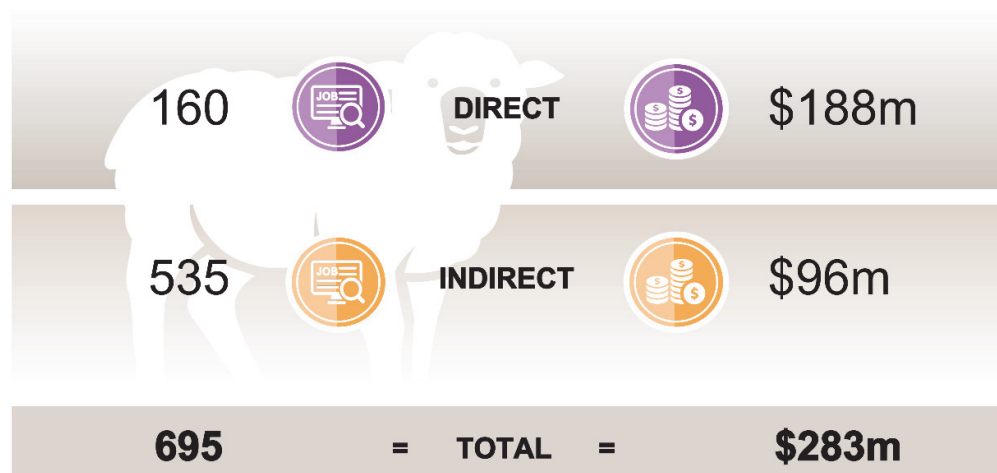 160 JOB DIRECT $ $ $188m
535 JOB INDIRECT $ $ $96m
695 = TOTAL = $283m